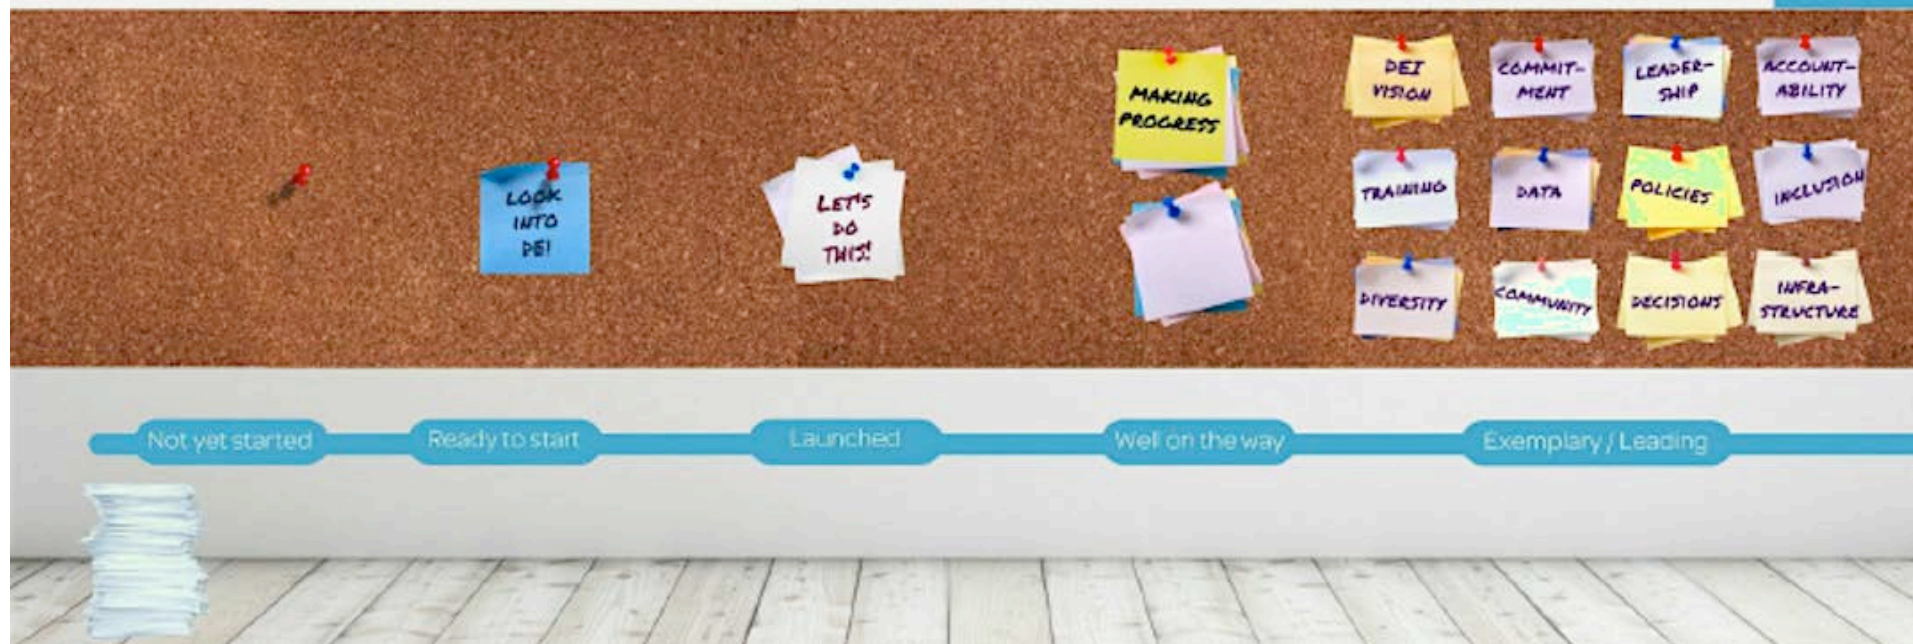 MAKING
PROGRESS
DEI
VISION
COMMIT-
MENT
LEADER-
SHIP
ACCOUNT-
ABILITY
LOOK
INTO
DEI
LET'S
DO
THIS!
TRAINING
DATA
POLICIES
INCLUSION
DIVERSITY
COMMUNITY
DECISIONS
INFRA-
STRUCTURE
Not yet started
Ready to start
Launched
Well on the way
Exemplary / Leading